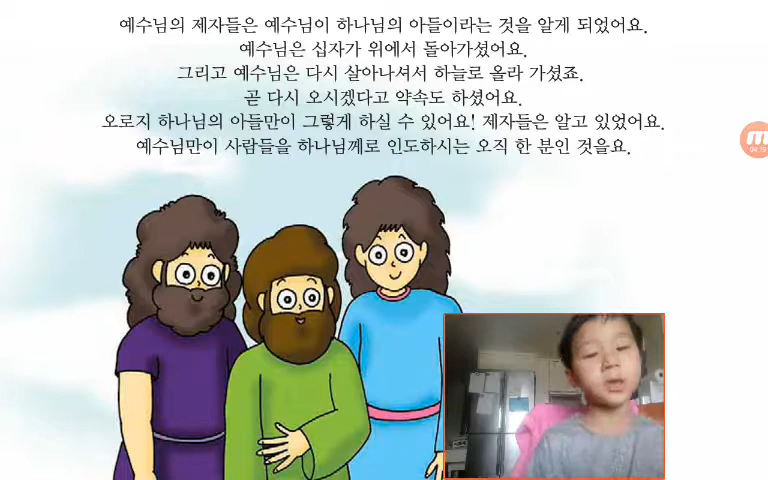 예수님의 제자들은 예수님이 하나님의 아들이라는 것을 알게 되었어요.
예수님은 십자가 위에서 돌아가셨어요.
그리고 예수님은 다시 살아나셔서 하늘로 올라 가셨죠.
곧 다시 오시겠다고 약속도 하셨어요.
오로지 하나님의 아들만이 그렇게 하실 수 있어요! 제자들은 알고 있었어요.
예수님만이 사람들을 하나님께로 인도하시는 오직 한 분인 것을요.